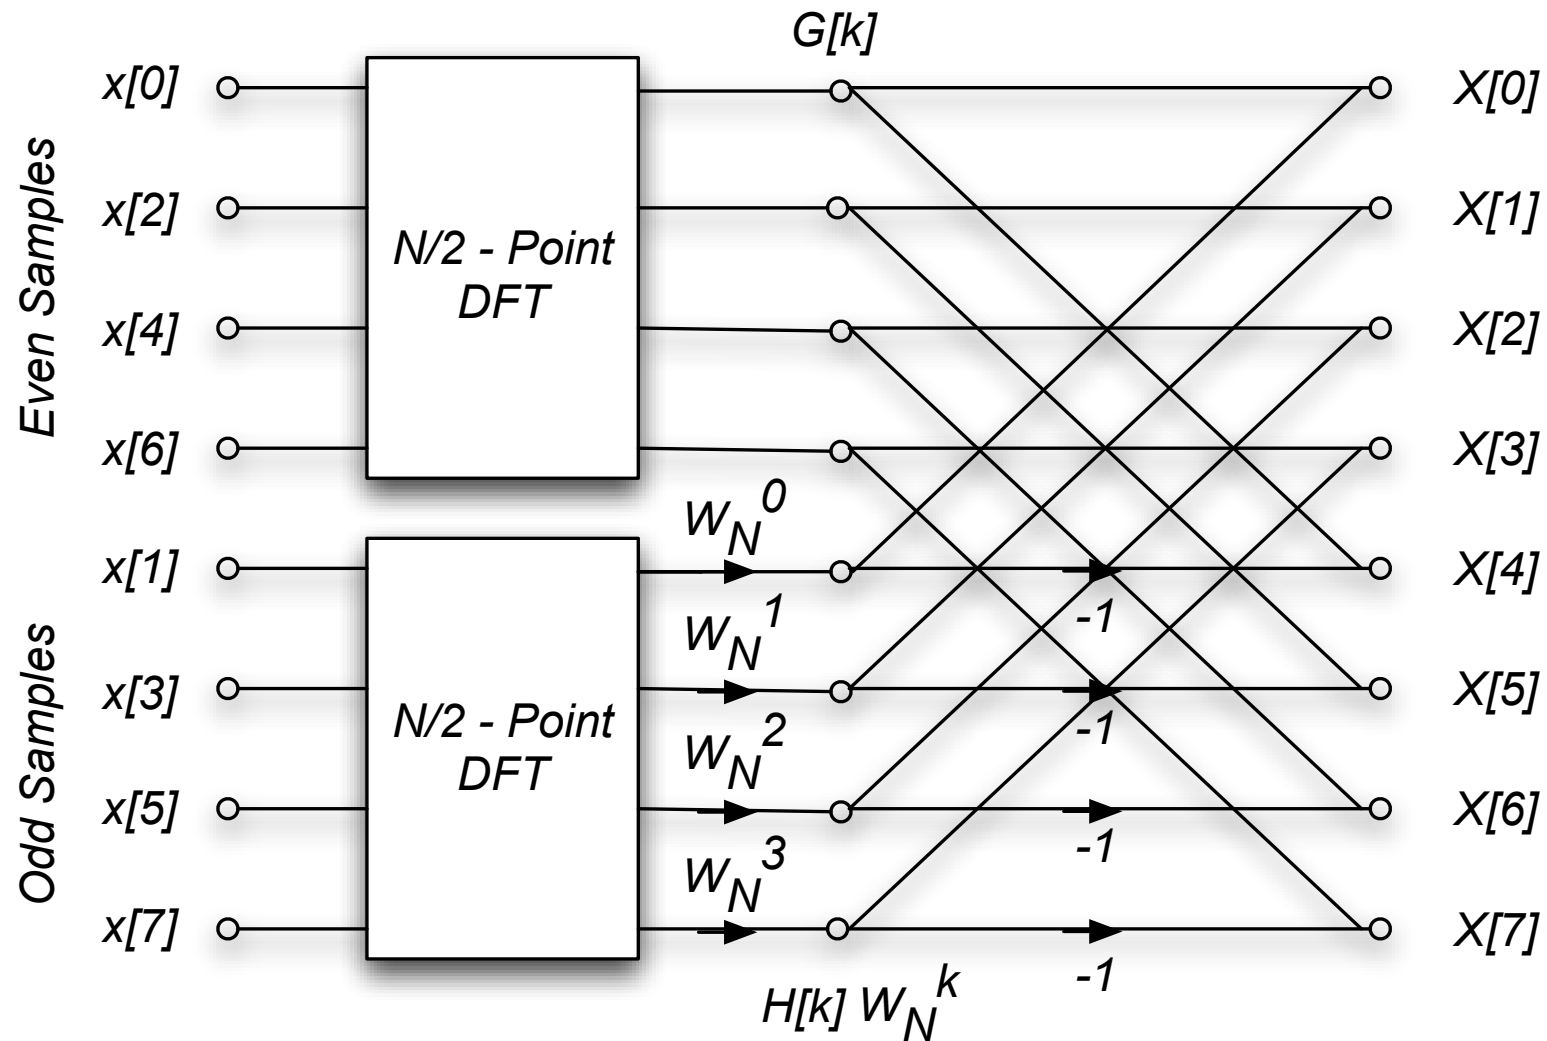 G[k]
x[0]
X[0]
x[2]
X[1]
Even Samples
N/2 - Point
DFT
x[4]
X[2]
x[6]
X[3]
W_N^0
x[1]
X[4]
-1
W_N^1
x[3]
X[5]
-1
Odd Samples
N/2 - Point
DFT
W_N^2
x[5]
X[6]
-1
W_N^3
x[7]
X[7]
-1
H[k] W_N^k